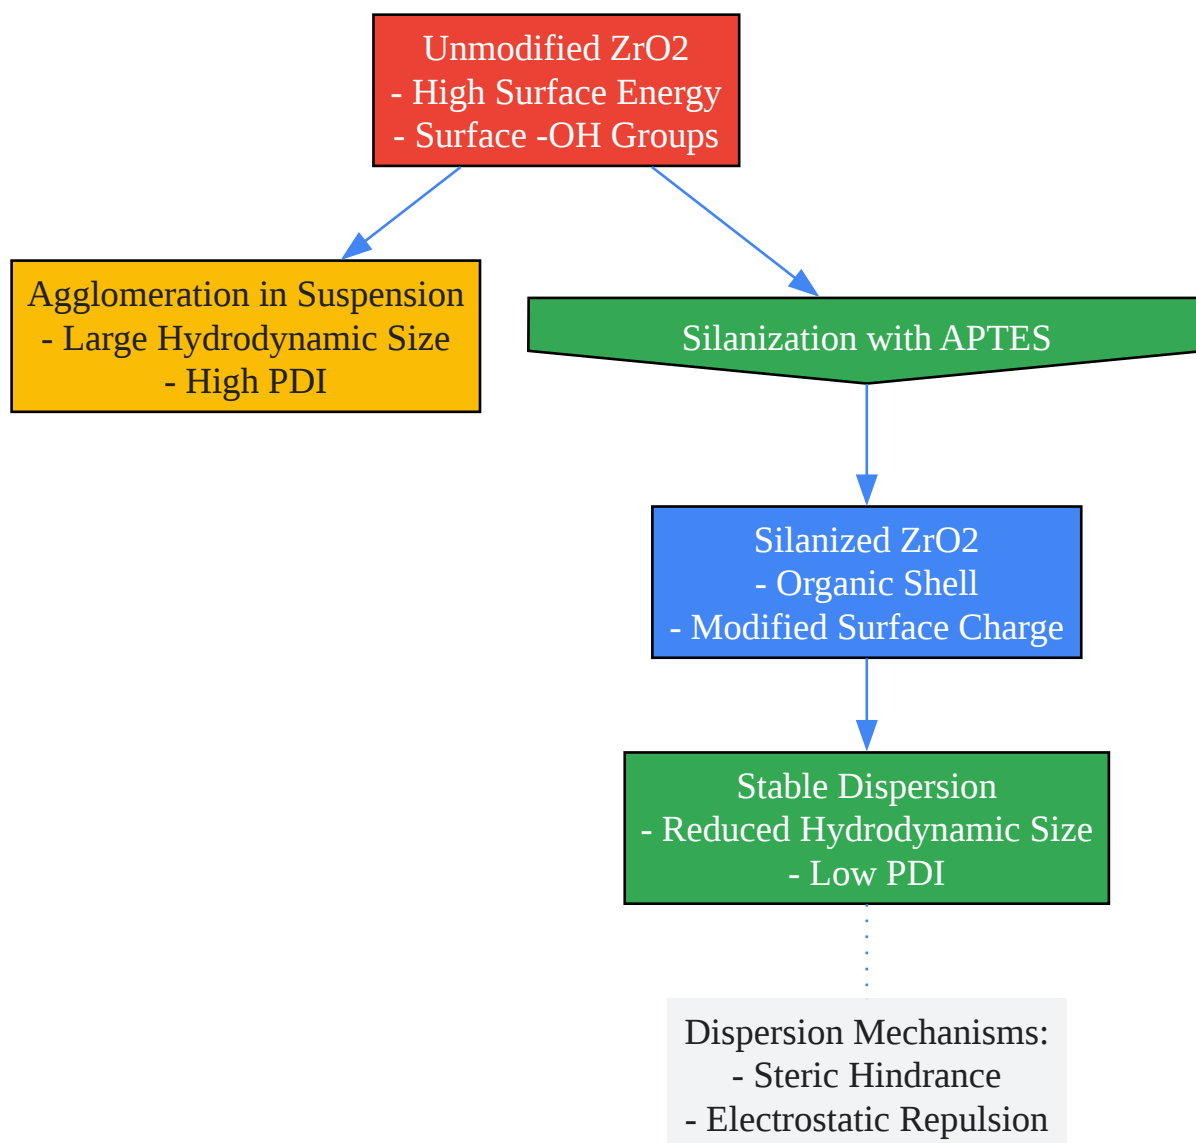 Unmodified ZrO2
- High Surface Energy
- Surface -OH Groups
Agglomeration in Suspension
- Large Hydrodynamic Size
- High PDI
Silanization with APTES
Silanized ZrO2
- Organic Shell
- Modified Surface Charge
Stable Dispersion
- Reduced Hydrodynamic Size
- Low PDI
Dispersion Mechanisms:
- Steric Hindrance
- Electrostatic Repulsion